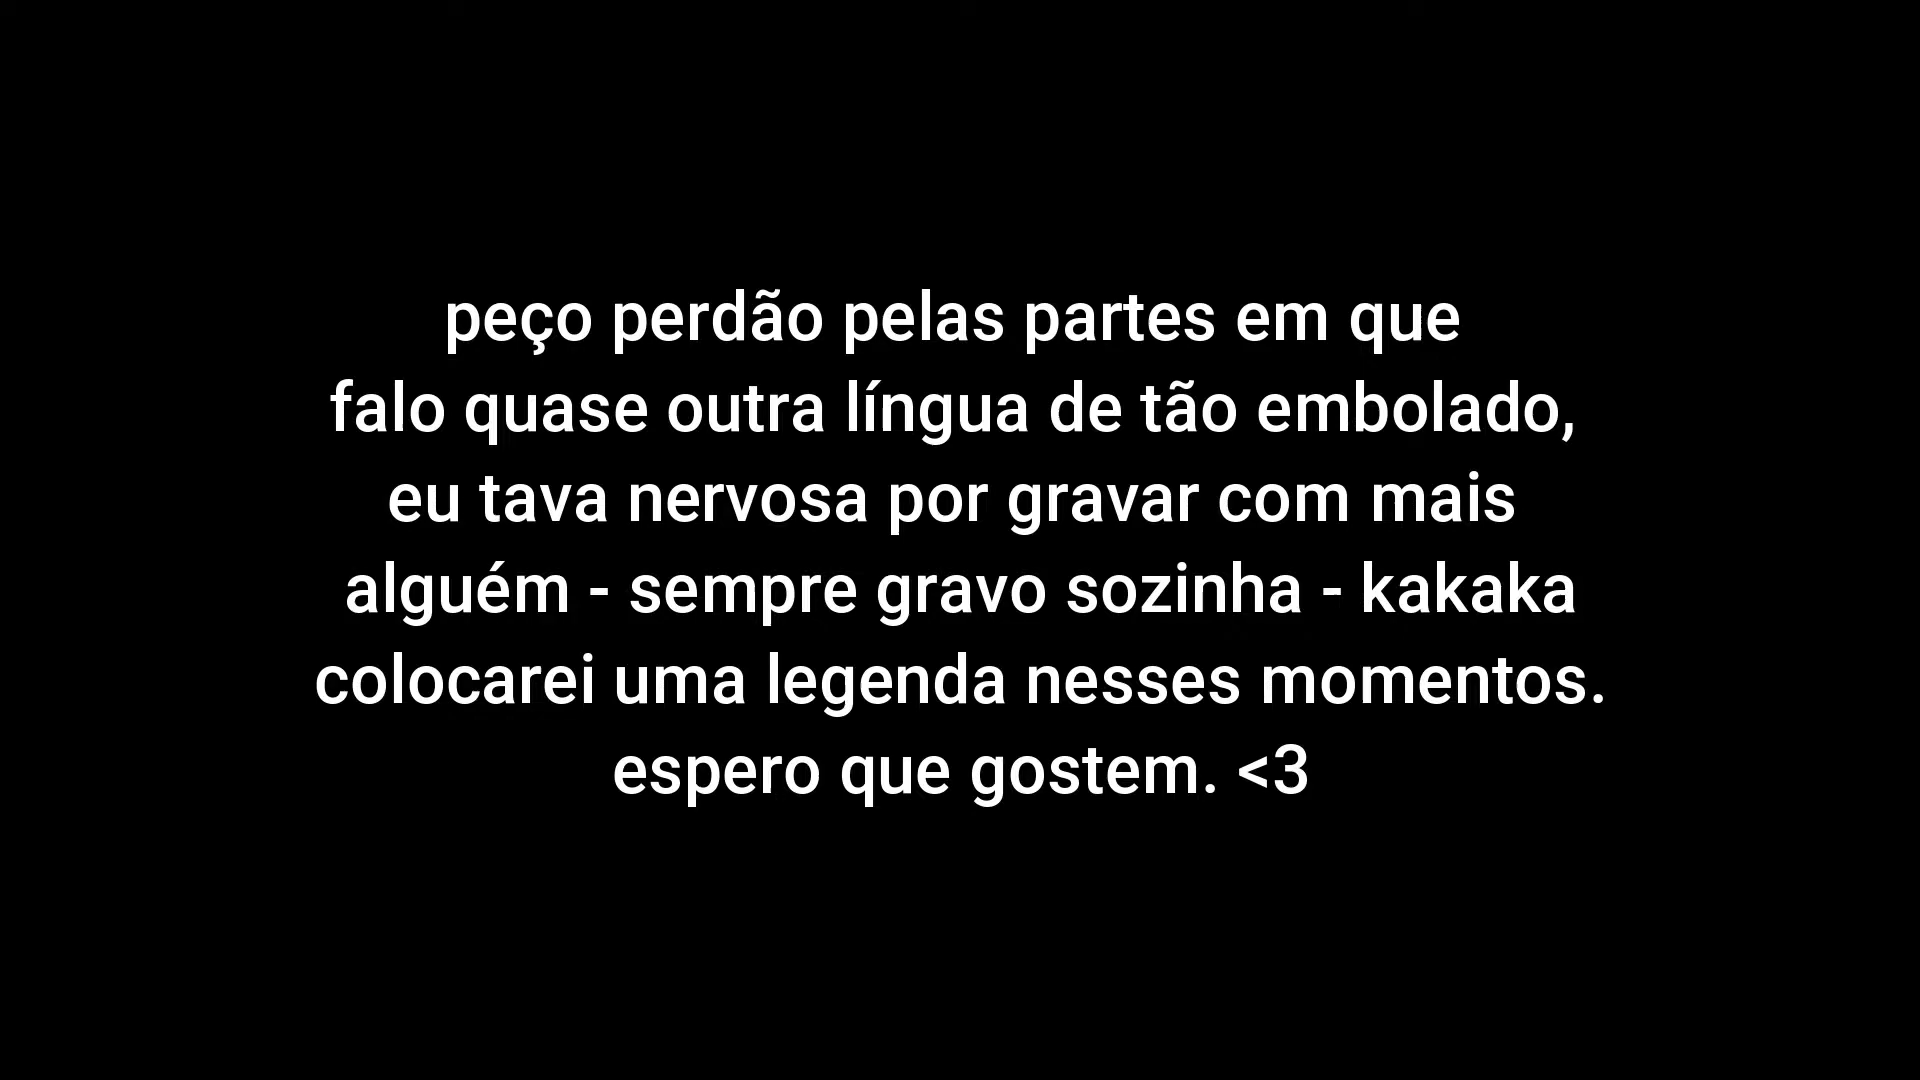 peço perdão pelas partes em que
falo quase outra língua de tão embolado,
eu tava nervosa por gravar com mais
alguém - sempre gravo sozinha - kakaka
colocarei uma legenda nesses momentos.
espero que gostem. <3